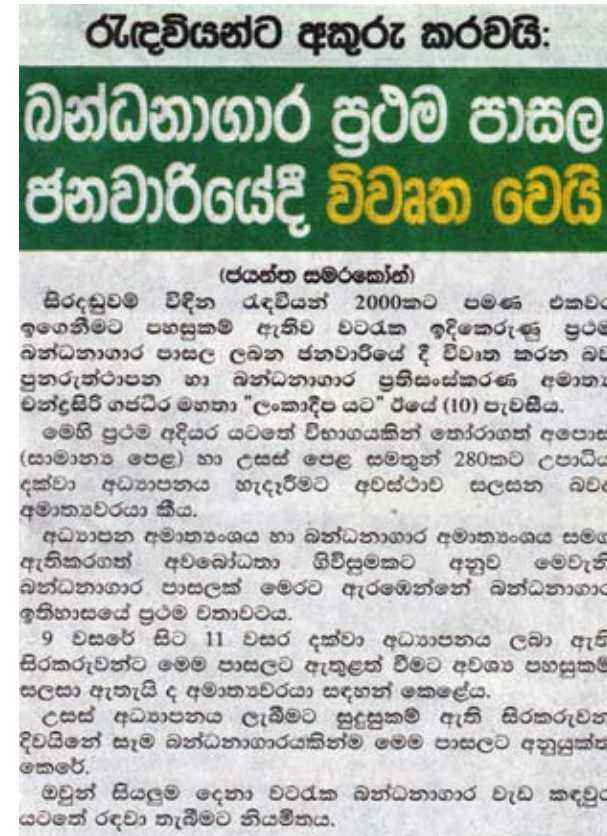 රැඳවියන්ට අකුරු කරවයි:
බන්ධනාගාර ප්‍රථම පාසල
ජනවාරියේදී විවෘත වෙයි
(ජයන්ත සමරකෝන්)
සිරදඬුවම් විඳින රැඳවියන් 2000කට පමණ එකවර
ඉගෙනීමට පහසුකම් ඇතිව වටරැක ඉදිකෙරුණු ප්‍රථම
බන්ධනාගාර පාසල ලබන ජනවාරියේ දී විවෘත කරන බව
පුනරුත්ථාපන හා බන්ධනාගාර ප්‍රතිසංස්කරණ අමාත්‍ය
චන්ද්‍රසිරි ගජධීර මහතා "ලංකාදීප යට" ඊයේ (10) පැවසීය.
මෙහි ප්‍රථම අදියර යටතේ විභාගයකින් තෝරාගත් අපොස
(සාමාන්‍ය පෙළ) හා උසස් පෙළ සමතුන් 280කට උපාධිය
දක්වා අධ්‍යාපනය හැදෑරීමට අවස්ථාව සලසන බවද
අමාත්‍යවරයා කීය.
අධ්‍යාපන අමාත්‍යංශය හා බන්ධනාගාර අමාත්‍යංශය සමග
ඇතිකරගත් අවබෝධතා ගිවිසුමකට අනුව මෙවැනි
බන්ධනාගාර පාසලක් මෙරට ඇරඹෙන්නේ බන්ධනාගාර
ඉතිහාසයේ ප්‍රථම වතාවටය.
9 වසරේ සිට 11 වසර දක්වා අධ්‍යාපනය ලබා ඇති
සිරකරුවන්ට මෙම පාසලට ඇතුළත් වීමට අවශ්‍ය පහසුකම්
සලසා ඇතැයි ද අමාත්‍යවරයා සඳහන් කෙළේය.
උසස් අධ්‍යාපනය ලැබීමට සුදුසුකම් ඇති සිරකරුවන්
දිවයිනේ සෑම බන්ධනාගාරයකින්ම මෙම පාසලට අනුයුක්ත
කෙරේ.
ඔවුන් සියලුම දෙනා වටරැක බන්ධනාගාර වැඩ කඳවුර
යටතේ රඳවා තැබීමට නියමිතය.